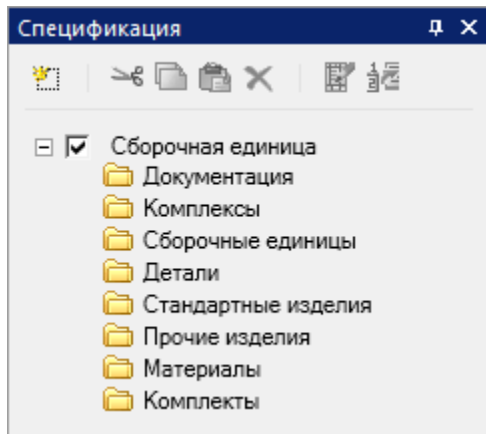 Спецификация
Сборочная единица
Документация
Комплексы
Сборочные единицы
Детали
Стандартные изделия
Прочие изделия
Материалы
Комплекты